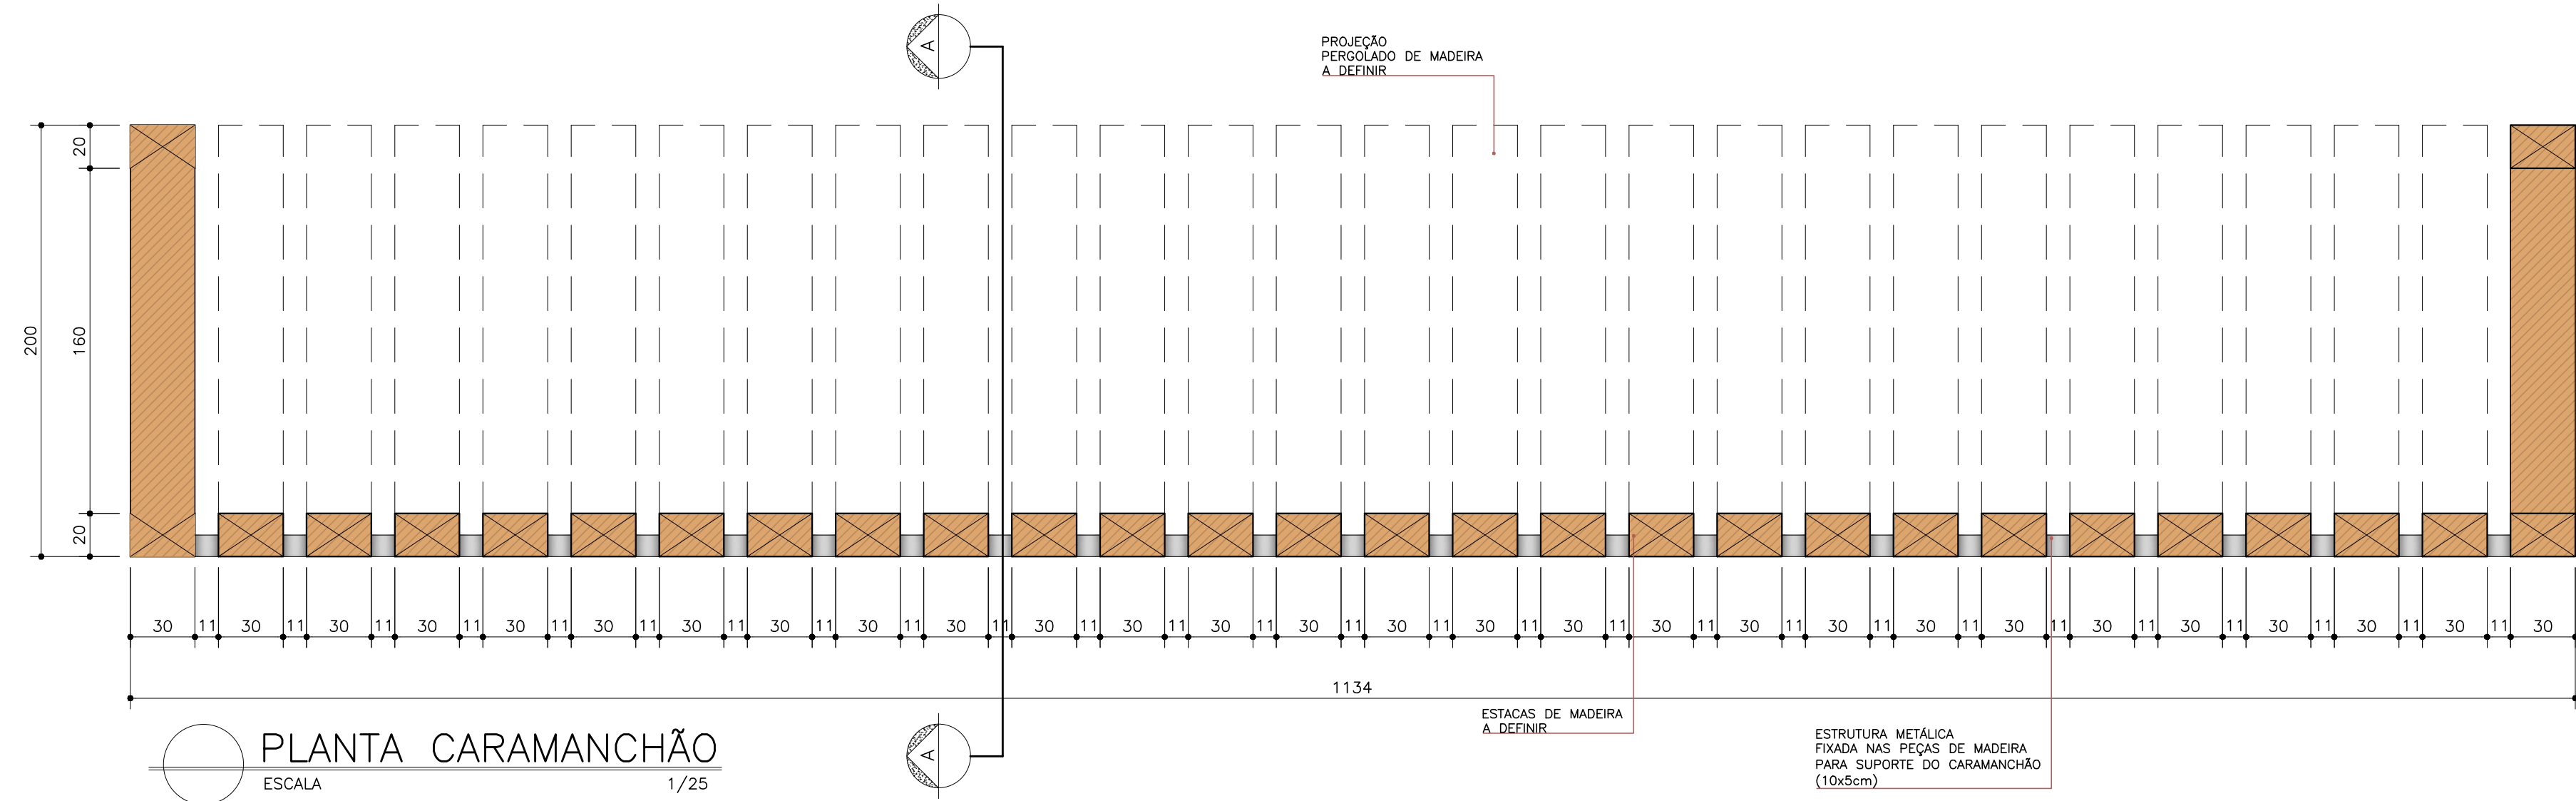 A
PROJEÇÃO
PERGOLADO DE MADEIRA
A DEFINIR
20
200
160
20
30 11 30 11 30 11 30 11 30 11 30 11 30 11 30 11 30 11 30 11 30 11 30 11 30 11 30 11 30 11 30 11 30 11 30 11 30 11 30 11 30 11 30 11 30 11 30 11 30 11 30 11 30 11 30
1134
ESTACAS DE MADEIRA
A DEFINIR
ESTRUTURA METÁLICA
FIXADA NAS PEÇAS DE MADEIRA
PARA SUPORTE DO CARAMANCHÃO
(10x5cm)
A
PLANTA CARAMANCHÃO
ESCALA 1/25